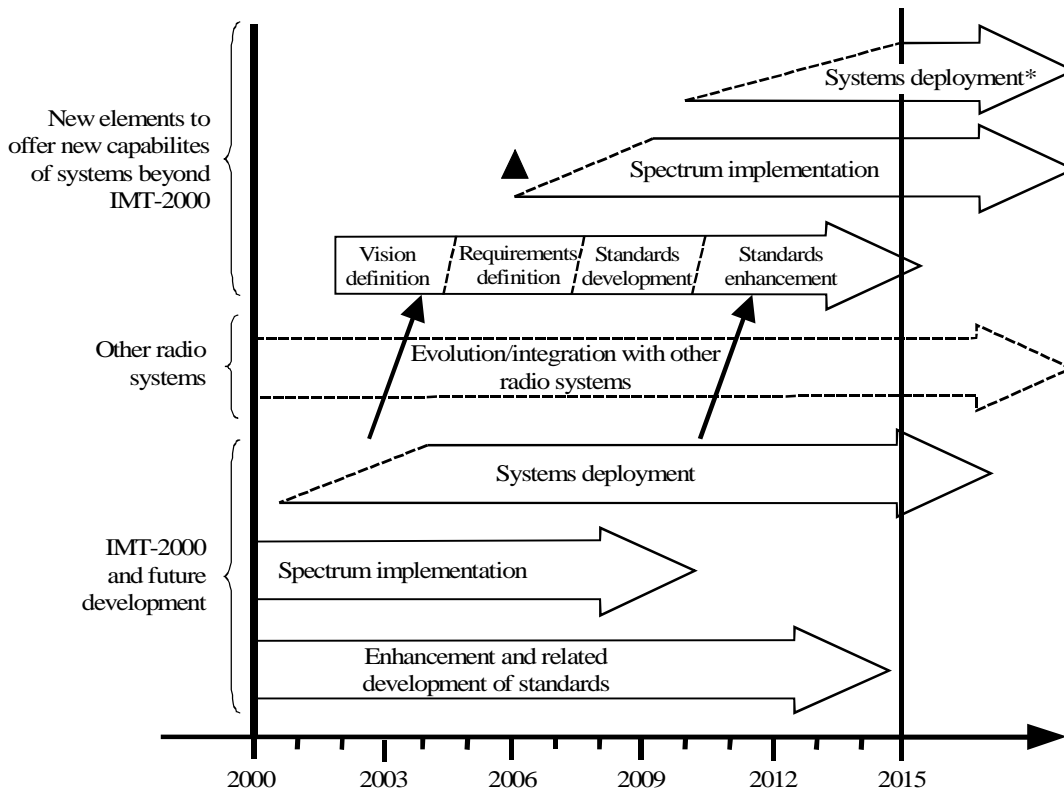 Systems deployment*
New elements to
offer new capabilites
of systems beyond
IMT-2000
Spectrum implementation
Vision
definition
Requirements
definition
Standards
development
Standards
enhancement
Other radio
systems
Evolution/integration with other
radio systems
Systems deployment
IMT-2000
and future
development
Spectrum implementation
Enhancement and related
development of standards
2000
2003
2006
2009
2012
2015